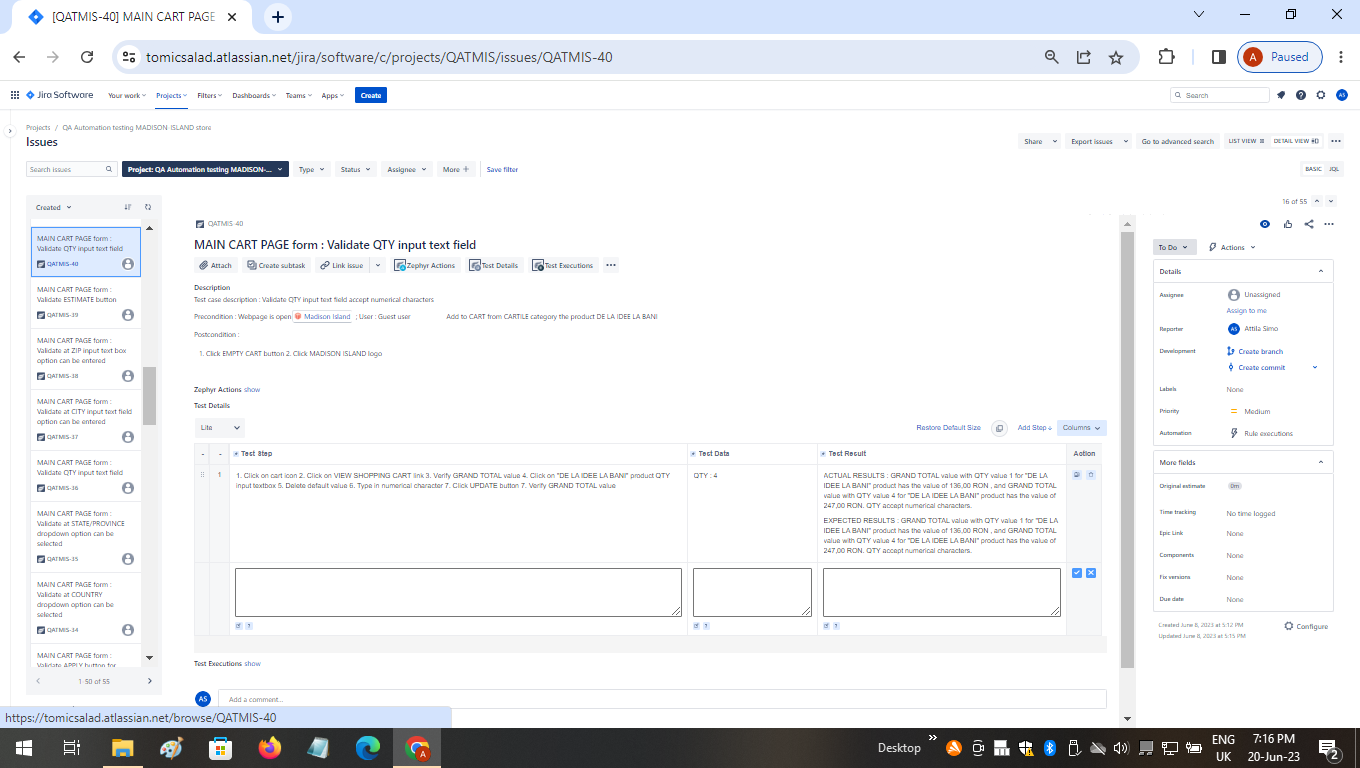 [QATMIS-40] MAIN CART PAGE
tomicsalad.atlassian.net/jira/software/c/projects/QATMIS/issues/QATMIS-40
A Paused
Jira Software Your work Projects Filters Dashboards Teams Apps Create Search AS
Projects / QA Automation testing MADISON ISLAND store
Issues
Share Export issues Go to advanced search LIST VIEW DETAIL VIEW
Search issues Project: QA Automation testing MADISON-... Type Status Assignee More + Save filter BASIC JQL
Created
16 of 55
MAIN CART PAGE form :
Validate QTY input text field
QATMIS-40
MAIN CART PAGE form :
Validate ESTIMATE button
QATMIS-39
MAIN CART PAGE form :
Validate at ZIP input text box
option can be entered
QATMIS-38
MAIN CART PAGE form :
Validate at CITY input text field
option can be entered
QATMIS-37
MAIN CART PAGE form :
Validate QTY input text field
QATMIS-36
MAIN CART PAGE form :
Validate at STATE/PROVINCE
dropdown option can be
selected
QATMIS-35
MAIN CART PAGE form :
Validate at COUNTRY
dropdown option can be
selected
QATMIS-34
MAIN CART PAGE form :
Validate APPLY button for
1-50 of 55
QATMIS-40
MAIN CART PAGE form : Validate QTY input text field
Attach Create subtask Link issue Zephyr Actions Test Details Test Executions
Description
Test case description : Validate QTY input text field accept numerical characters
Precondition : Webpage is open Madison Island ; User : Guest user Add to CART from CARTILE category the product DE LA IDEE LA BANI
Postcondition :
1. Click EMPTY CART button 2. Click MADISON ISLAND logo
Zephyr Actions show
Test Details
Lite Restore Default Size Add Step Columns
- - Test Step Test Data Test Result Action
1 1. Click on cart icon 2. Click on VIEW SHOPPING CART link 3. Verify GRAND TOTAL value 4. Click on "DE LA IDEE LA BANI" product QTY
input textbox 5. Delete default value 6. Type in numerical character 7. Click UPDATE button 7. Verify GRAND TOTAL value
QTY : 4
ACTUAL RESULTS : GRAND TOTAL value with QTY value 1 for "DE LA
IDEE LA BANI" product has the value of 136,00 RON , and GRAND TOTAL
value with QTY value 4 for "DE LA IDEE LA BANI" product has the value of
247,00 RON. QTY accept numerical characters.
EXPECTED RESULTS : GRAND TOTAL value with QTY value 1 for "DE LA
IDEE LA BANI" product has the value of 136,00 RON , and GRAND TOTAL
value with QTY value 4 for "DE LA IDEE LA BANI" product has the value of
247,00 RON. QTY accept numerical characters.
Test Executions show
AS Add a comment...
To Do Actions
Details
Assignee Unassigned
Assign to me
Reporter AS Attila Simo
Development Create branch
Create commit
Labels None
Priority Medium
Automation Rule executions
More fields
Original estimate 0m
Time tracking No time logged
Epic Link None
Components None
Fix versions None
Due date None
Created June 8, 2023 at 5:12 PM
Updated June 8, 2023 at 5:15 PM
Configure
https://tomicsalad.atlassian.net/browse/QATMIS-40
Desktop
ENG
UK
7:16 PM
20-Jun-23
2